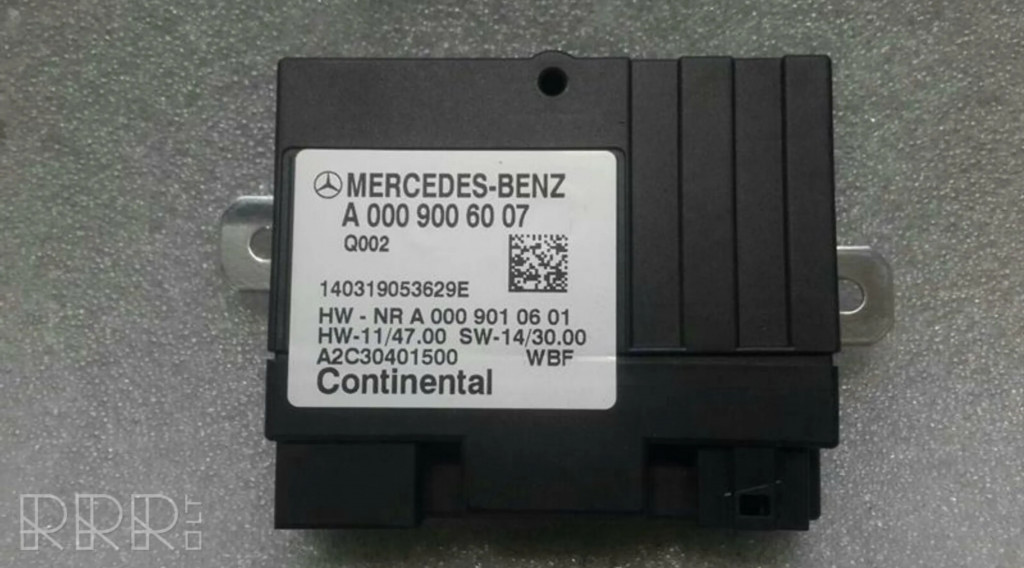 MERCEDES-BENZ
A 000 900 60 07
Q002
140319053629E
HW - NR A 000 901 06 01
HW-11/47.00 SW-14/30.00
A2C30401500 WBF
Continental
RRR.LT